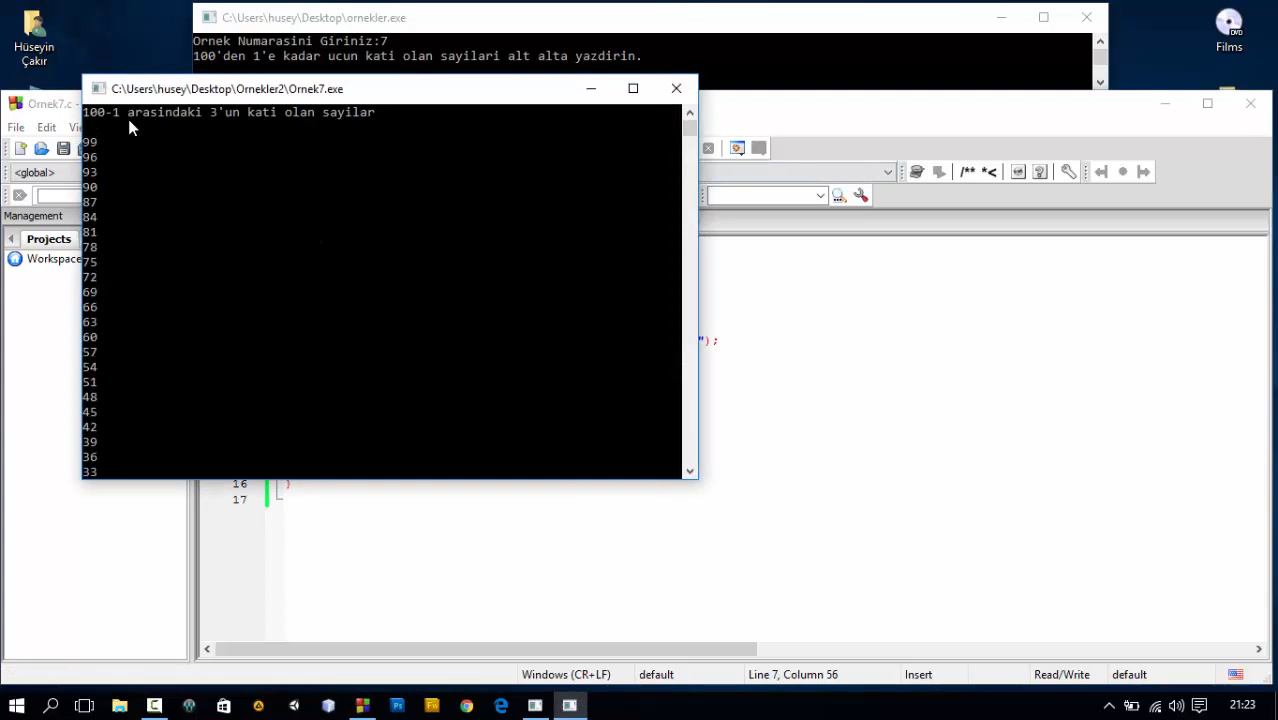 Hüseyin
Çakır
C:\Users\husey\Desktop\ornekler.exe
Films
Ornek Numarasini Giriniz:7
100'den 1'e kadar ucun kati olan sayilari alt alta yazdirin.
C:\Users\husey\Desktop\Ornekler2\Ornek7.exe
Ornek7.c -
100-1 arasindaki 3'un kati olan sayilar
File Edit
99
96
<global>
93
/** *<
90
87
Management
84
81
Projects
78
Workspace
75
72
69
66
63
60
57
");
54
51
48
45
42
39
36
33
16 }
17
Windows (CR+LF) default Line 7, Column 56 Insert Read/Write default
Ps Fw 21:23